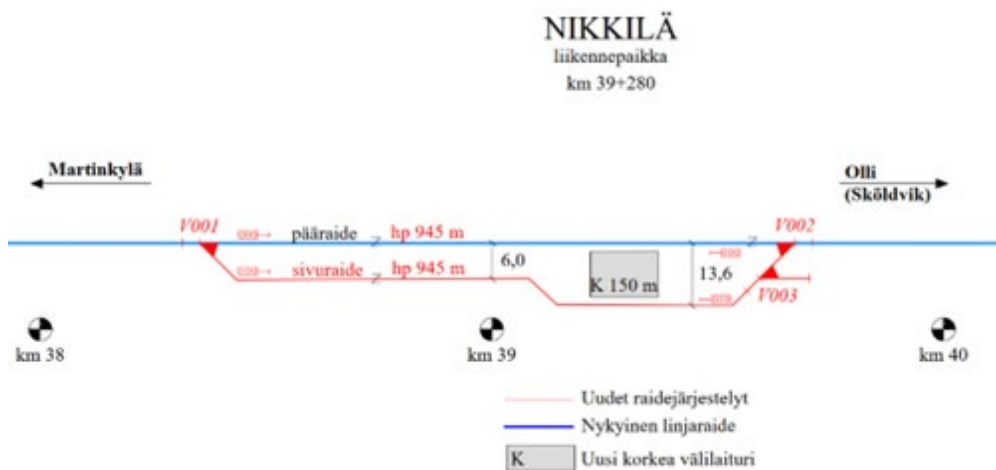 NIKKILÄ
liikennepaikka
km 39+280
Martinkylä
Olli
(Sköldvik)
V001
pääraide hp 945 m
V002
sivuraide hp 945 m
6,0
K 150 m
13,6
V003
km 38
km 39
km 40
Uudet raidejärjestelyt
Nykyinen linjaraide
K Uusi korkea välilaituri